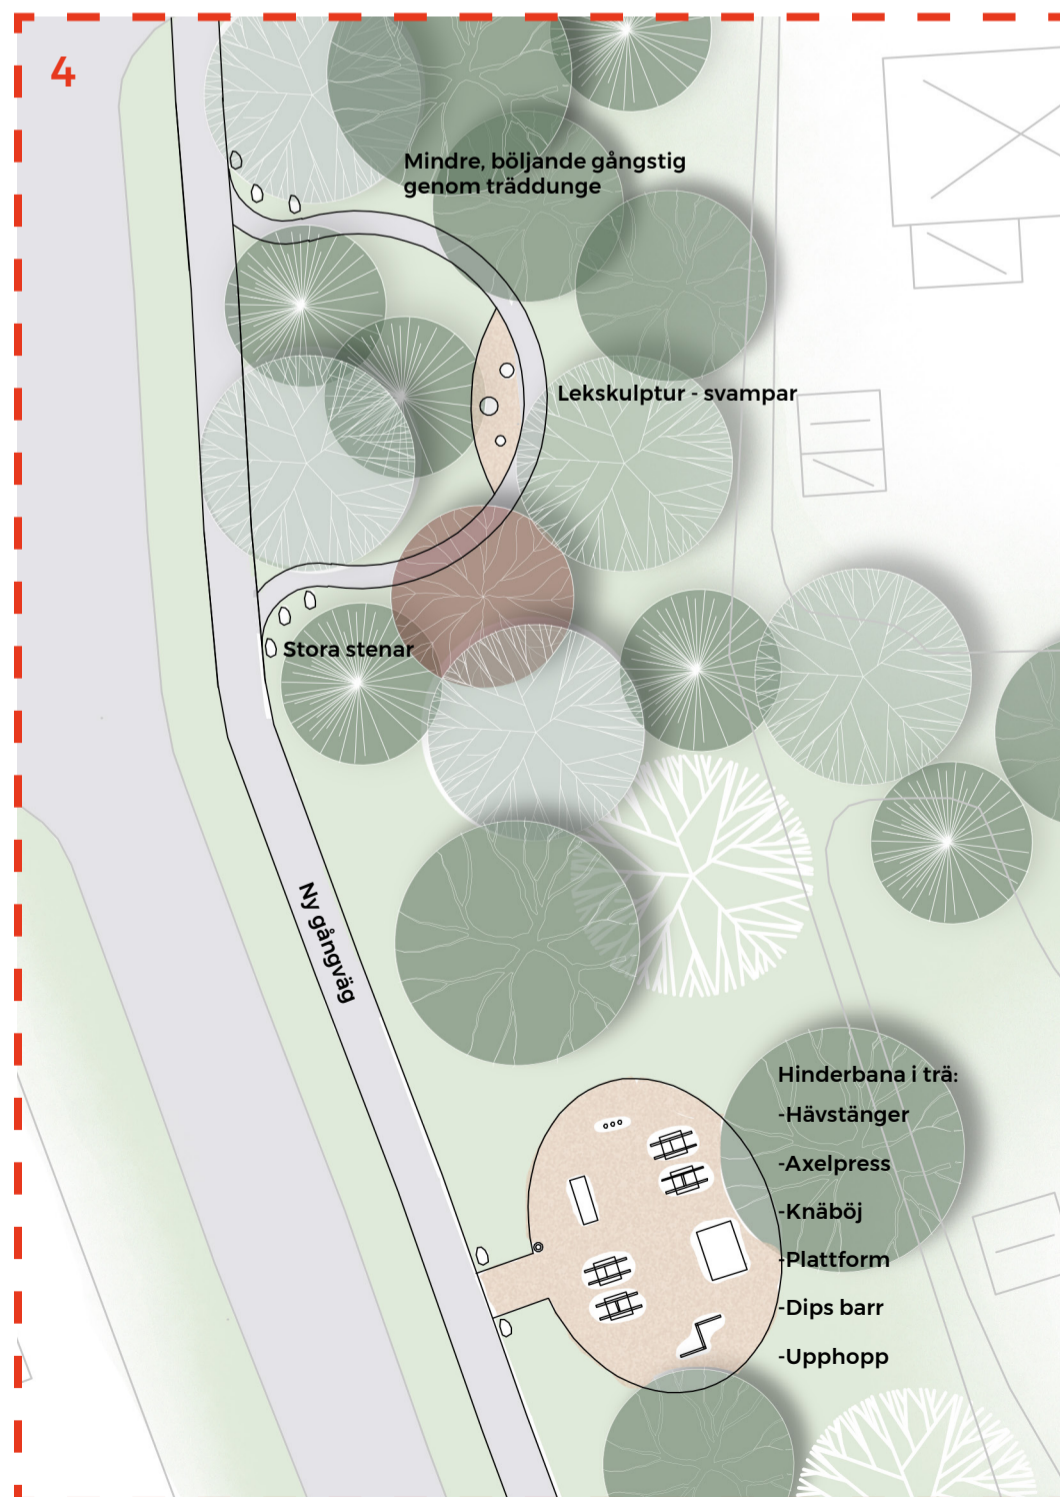 4
Mindre, böljande gångstig
genom träddunge
Lekskulptur - svampar
Stora stenar
Ny gångväg
Hinderbana i trä:
-Hävstänger
-Axelpress
-Knäböj
-Plattform
-Dips barr
-Upphopp